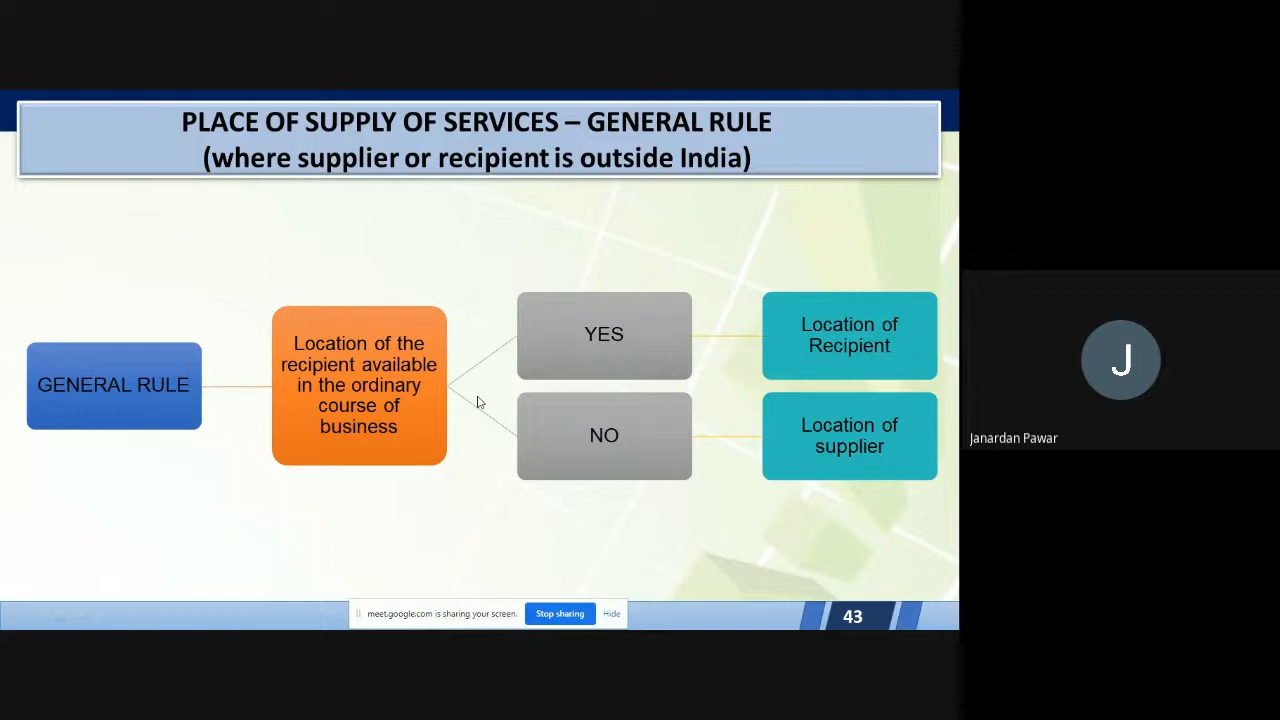 PLACE OF SUPPLY OF SERVICES – GENERAL RULE
(where supplier or recipient is outside India)
GENERAL RULE
Location of the
recipient available
in the ordinary
course of
business
YES
Location of
Recipient
NO
Location of
supplier
J
Janardan Pawar
meet.google.com is sharing your screen.
Stop sharing
Hide
43